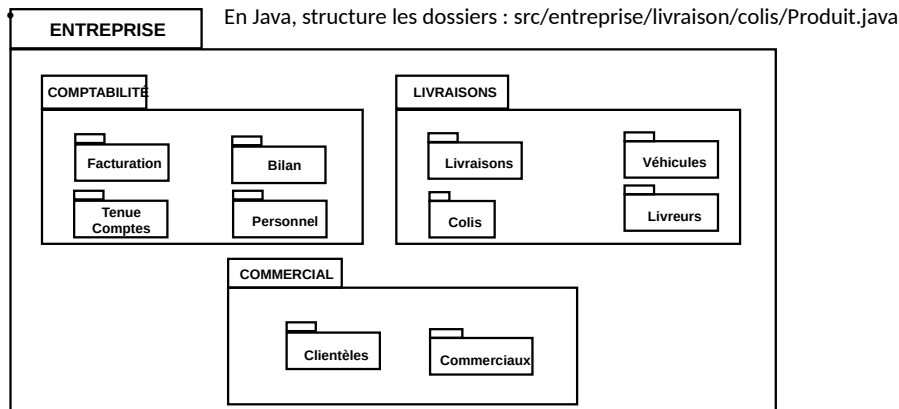 En Java, structure les dossiers : src/entreprise/livraison/colis/Produit.java
ENTREPRISE
COMPTABILITÉ
Facturation
Bilan
Tenue
Comptes
Personnel
LIVRAISONS
Livraisons
Véhicules
Colis
Livreurs
COMMERCIAL
Clientèles
Commerciaux